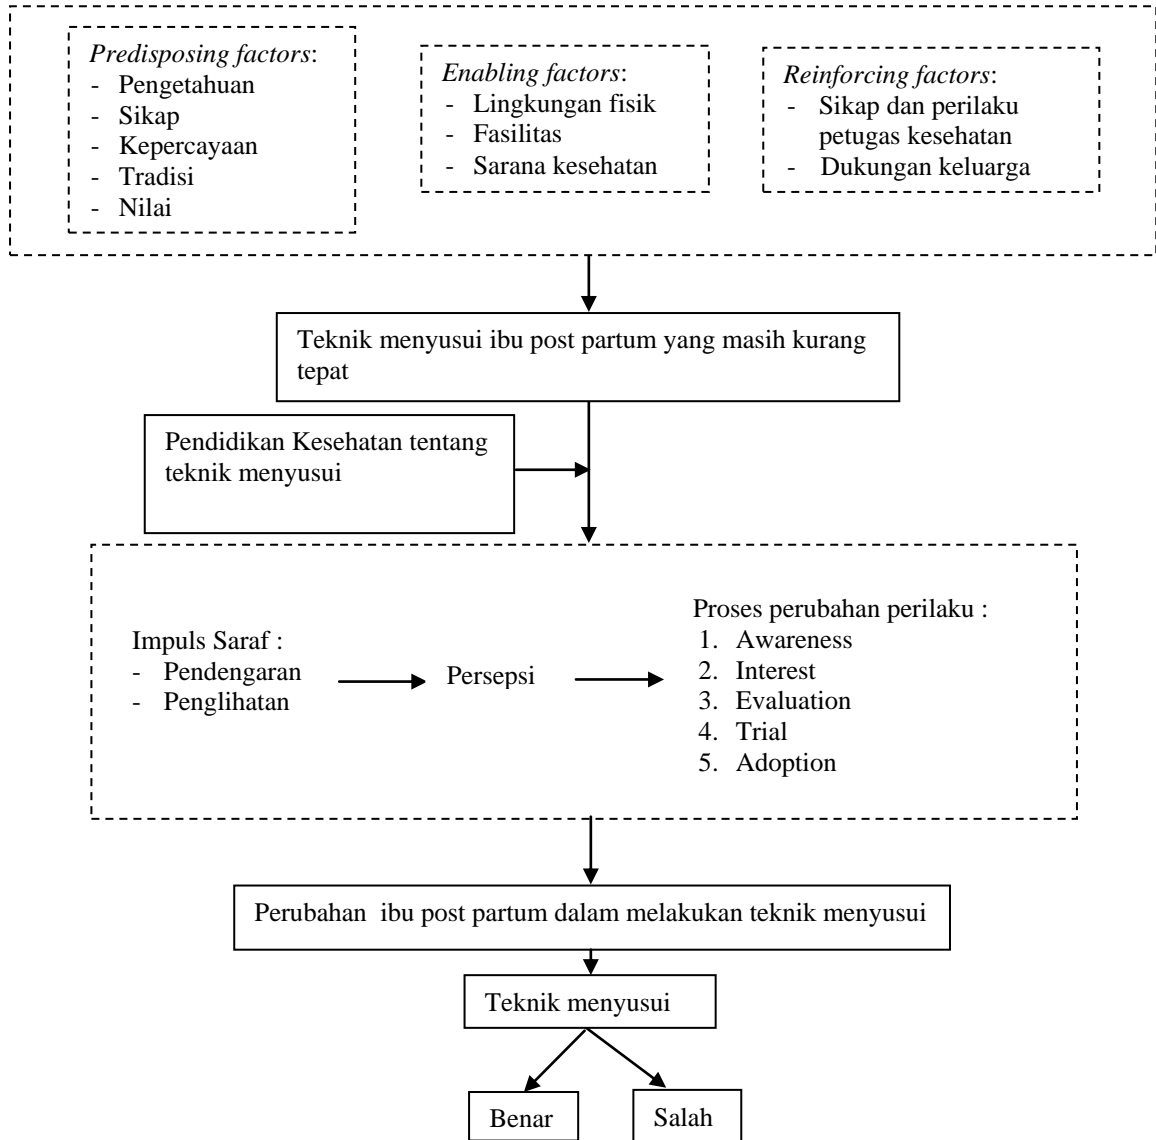 Predisposing factors:
- Pengetahuan
- Sikap
- Kepercayaan
- Tradisi
- Nilai
Enabling factors:
- Lingkungan fisik
- Fasilitas
- Sarana kesehatan
Reinforcing factors:
- Sikap dan perilaku
petugas kesehatan
- Dukungan keluarga
Teknik menyusui ibu post partum yang masih kurang
tepat
Pendidikan Kesehatan tentang
teknik menyusui
Impuls Saraf :
- Pendengaran
- Penglihatan
Persepsi
Proses perubahan perilaku :
1. Awareness
2. Interest
3. Evaluation
4. Trial
5. Adoption
Perubahan ibu post partum dalam melakukan teknik menyusui
Teknik menyusui
Benar
Salah